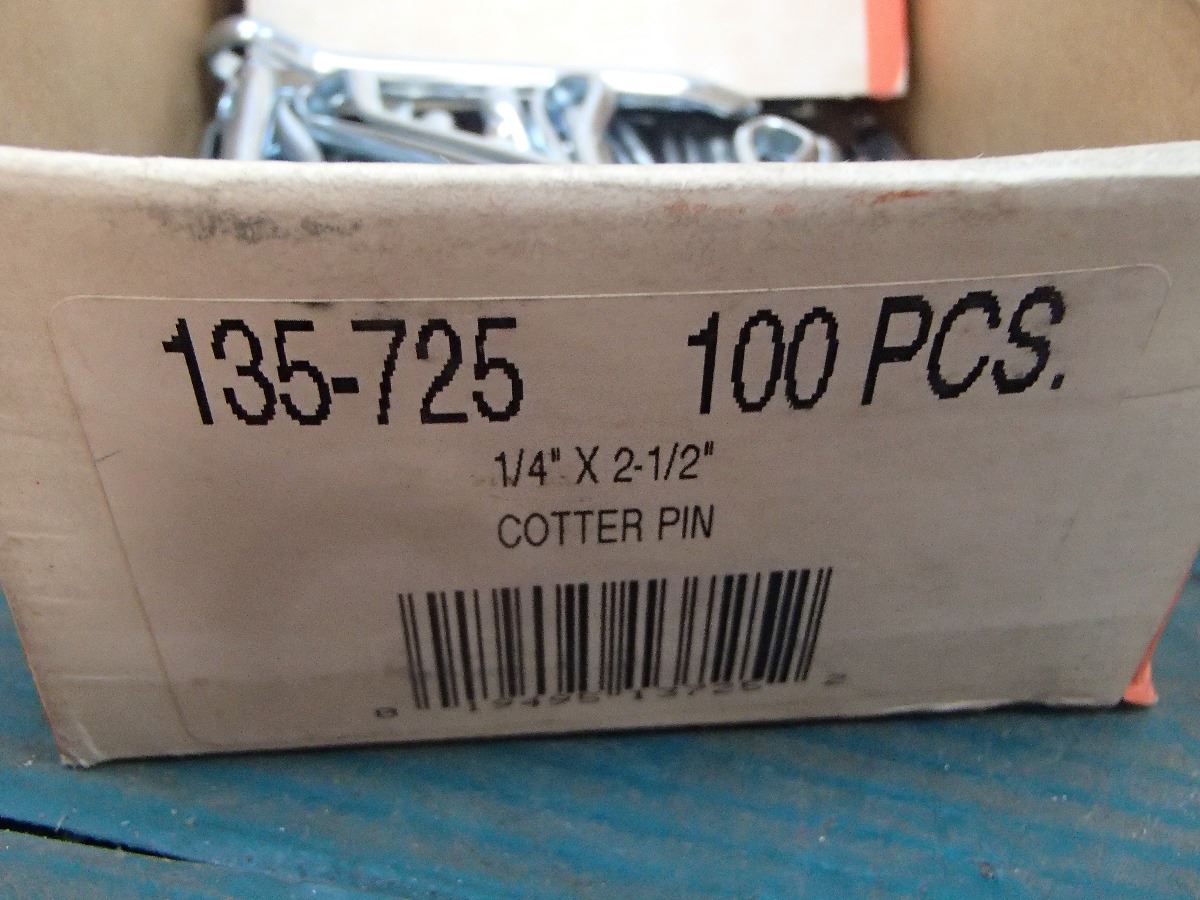 135-725 100 PCS.
1/4" X 2-1/2"
COTTER PIN